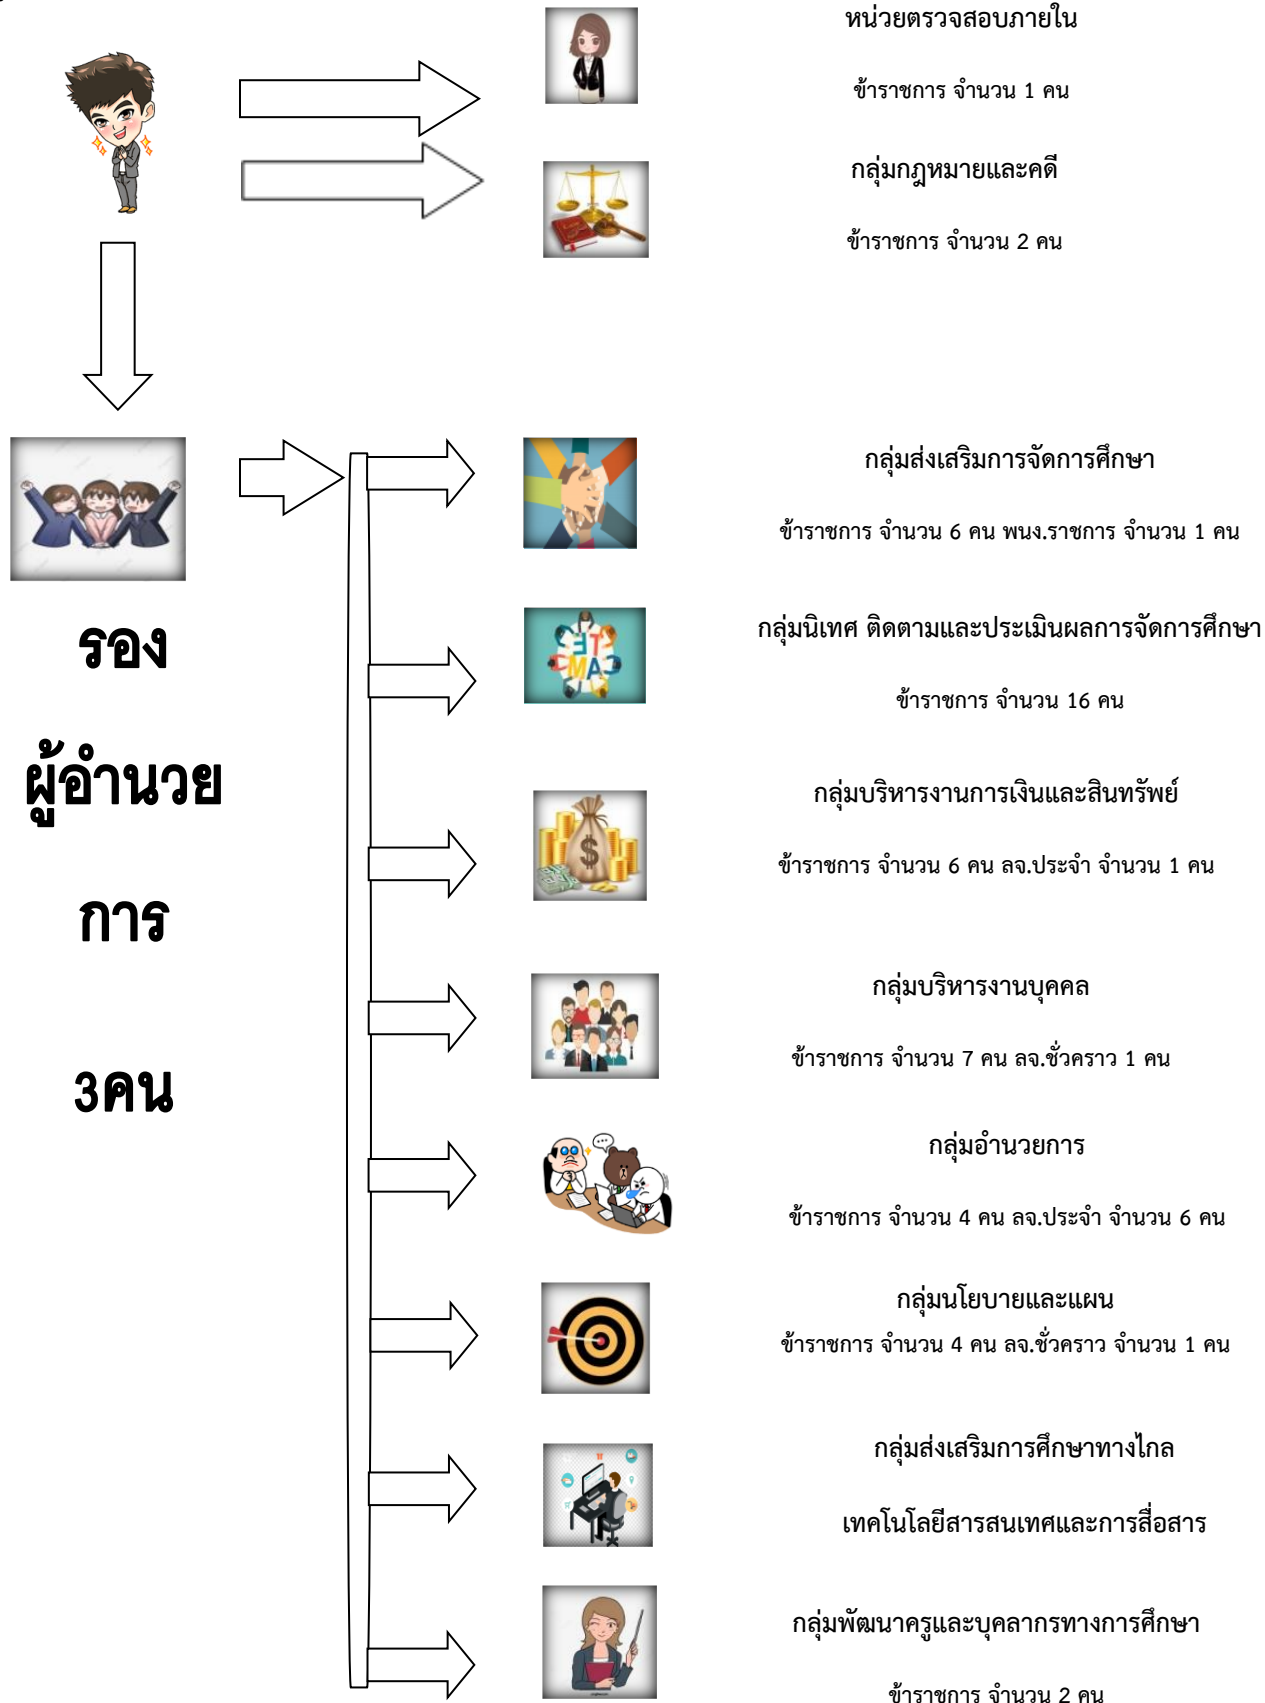 หน่วยตรวจสอบภายใน
ข้าราชการ จำนวน 1 คน
กลุ่มกฎหมายและคดี
ข้าราชการ จำนวน 2 คน
รอง
ผู้อำนวย
การ
3คน
กลุ่มส่งเสริมการจัดการศึกษา
ข้าราชการ จำนวน 6 คน พนง.ราชการ จำนวน 1 คน
กลุ่มนิเทศ ติดตามและประเมินผลการจัดการศึกษา
ข้าราชการ จำนวน 16 คน
กลุ่มบริหารงานการเงินและสินทรัพย์
ข้าราชการ จำนวน 6 คน ลจ.ประจำ จำนวน 1 คน
กลุ่มบริหารงานบุคคล
ข้าราชการ จำนวน 7 คน ลจ.ชั่วคราว 1 คน
กลุ่มอำนวยการ
ข้าราชการ จำนวน 4 คน ลจ.ประจำ จำนวน 6 คน
กลุ่มนโยบายและแผน
ข้าราชการ จำนวน 4 คน ลจ.ชั่วคราว จำนวน 1 คน
กลุ่มส่งเสริมการศึกษาทางไกล
เทคโนโลยีสารสนเทศและการสื่อสาร
กลุ่มพัฒนาครูและบุคลากรทางการศึกษา
ข้าราชการ จำนวน 2 คน